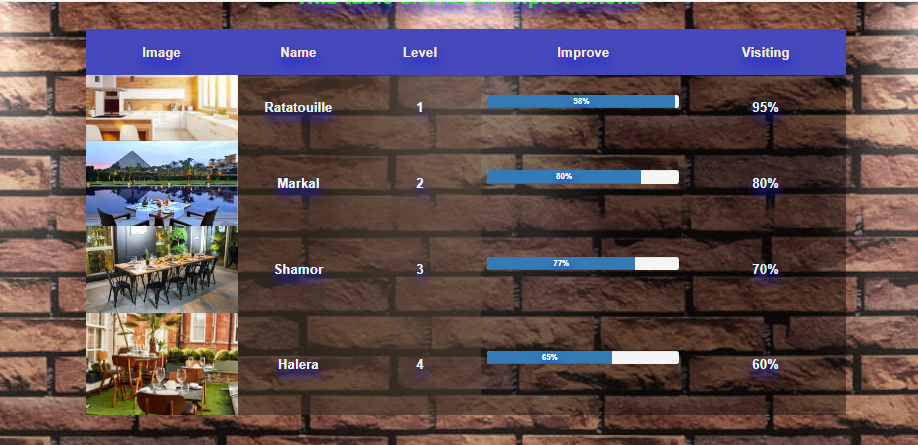 Image Name Level Improve Visiting
Ratatouille 1 98% 95%
Markal 2 80% 80%
Shamor 3 77% 70%
Halera 4 65% 60%